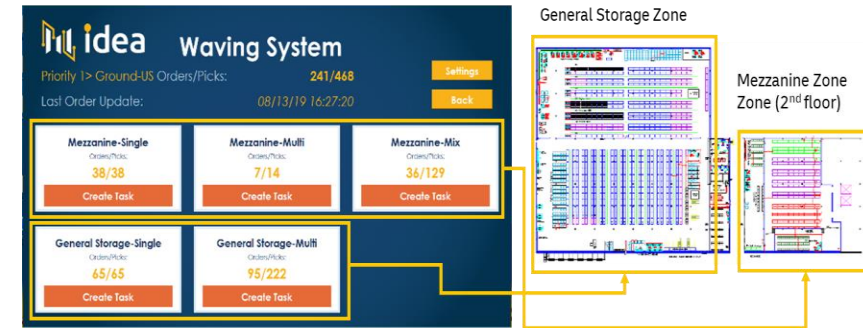 General Storage Zone
idea
Waving System
Priority 1> Ground-US Orders/Picks: 241/468
Settings
Last Order Update: 08/13/19 16:27:20
Back
Mezzanine Zone
Zone (2nd floor)
Mezzanine-Single
Orders/Picks:
38/38
Create Task
Mezzanine-Multi
Orders/Picks:
7/14
Create Task
Mezzanine-Mix
Orders/Picks:
36/129
Create Task
General Storage-Single
Orders/Picks:
65/65
Create Task
General Storage-Multi
Orders/Picks:
95/222
Create Task